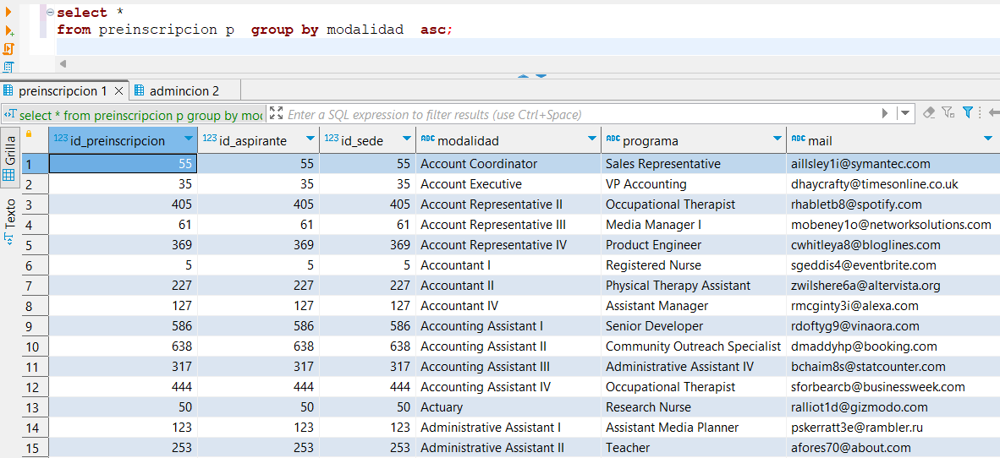 select *
from preinscripcion p  group by modalidad  asc;
preinscripcion 1 admincion 2
select * from preinscripcion p group by mo Enter a SQL expression to filter results (use Ctrl+Space)
Grilla
Texto
123 id_preinscripcion 123 id_aspirante 123 id_sede ABC modalidad ABC programa ABC mail
1 55 55 55 Account Coordinator Sales Representative aillsley1i@symantec.com
2 35 35 35 Account Executive VP Accounting dhaycrafty@timesonline.co.uk
3 405 405 405 Account Representative II Occupational Therapist rhabletb8@spotify.com
4 61 61 61 Account Representative III Media Manager I mobeney1o@networksolutions.com
5 369 369 369 Account Representative IV Product Engineer cwhitleya8@bloglines.com
6 5 5 5 Accountant I Registered Nurse sgeddis4@eventbrite.com
7 227 227 227 Accountant II Physical Therapy Assistant zwilshere6a@altervista.org
8 127 127 127 Accountant IV Assistant Manager rmcginty3i@alexa.com
9 586 586 586 Accounting Assistant I Senior Developer rdoftyg9@vinaora.com
10 638 638 638 Accounting Assistant II Community Outreach Specialist dmaddyhp@booking.com
11 317 317 317 Accounting Assistant III Administrative Assistant IV bchaim8s@statcounter.com
12 444 444 444 Accounting Assistant IV Occupational Therapist sforbearcb@businessweek.com
13 50 50 50 Actuary Research Nurse ralliot1d@gizmodo.com
14 123 123 123 Administrative Assistant I Assistant Media Planner pskerratt3e@rambler.ru
15 253 253 253 Administrative Assistant II Teacher afores70@about.com